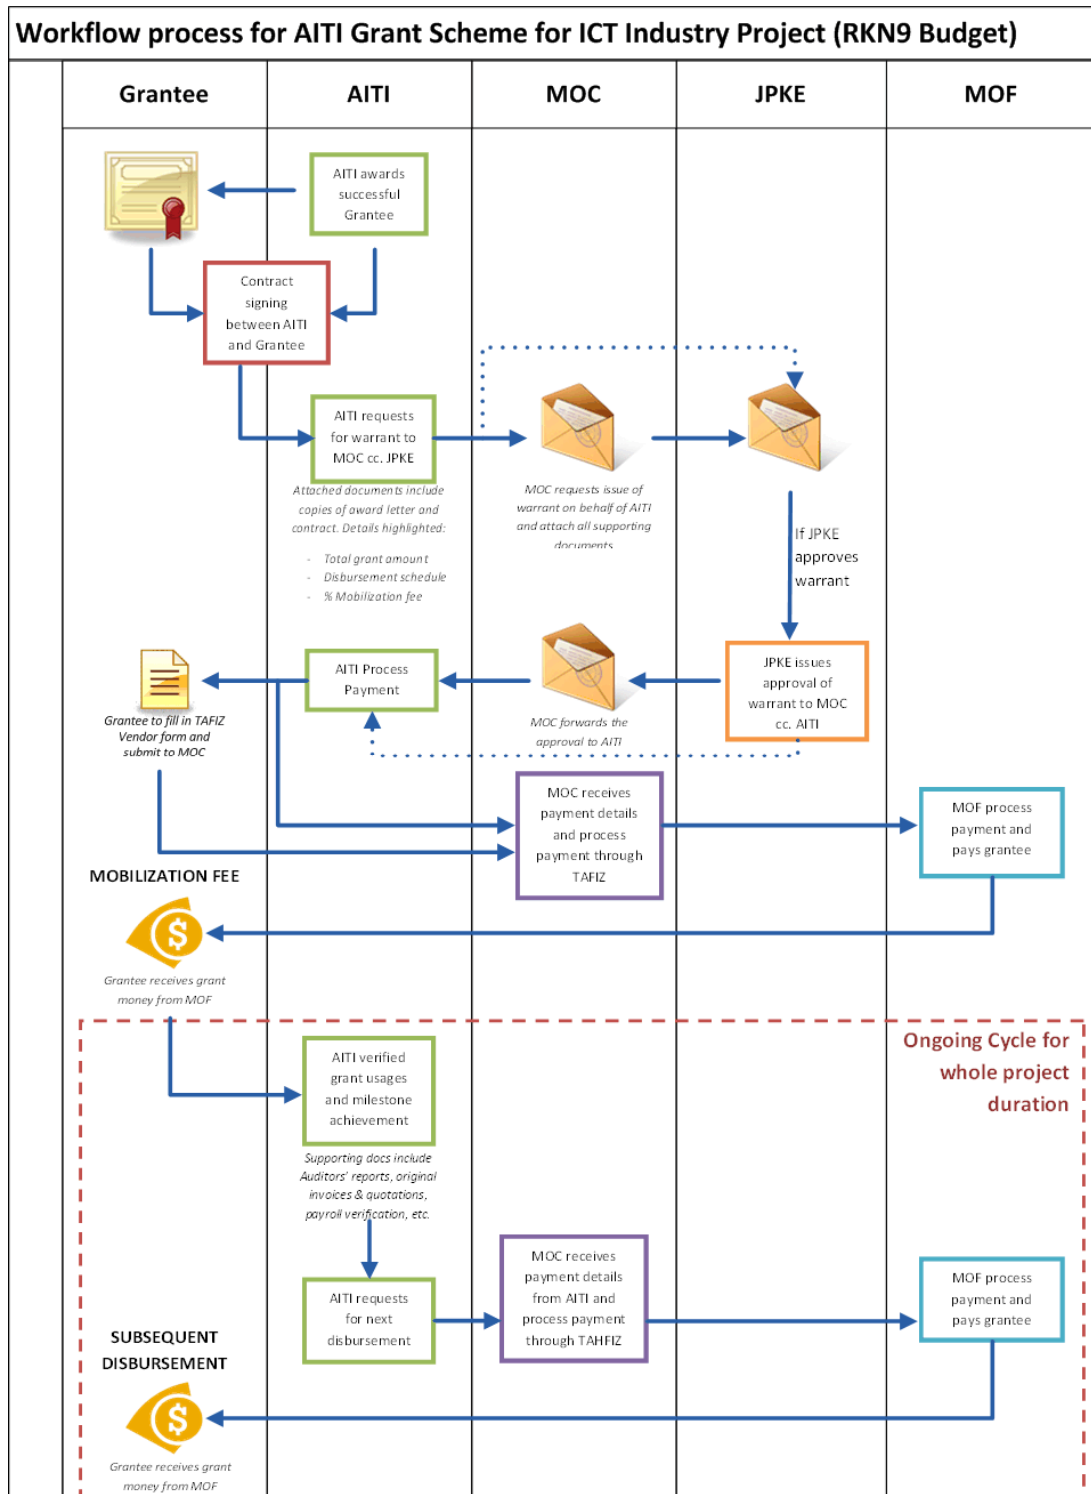 Workflow process for AITI Grant Scheme for ICT Industry Project (RKN9 Budget)
Grantee
AITI
MOC
JPKE
MOF
AITI awards
successful
Grantee
Contract
signing
between AITI
and Grantee
AITI requests
for warrant to
MOC cc. JPKE
Attached documents include
copies of award letter and
contract. Details highlighted:
- Total grant amount
- Disbursement schedule
- % Mobilization fee
MOC requests issue of
warrant on behalf of AITI
and attach all supporting
documents
If JPKE
approves
warrant
JPKE issues
approval of
warrant to MOC
cc. AITI
MOC forwards the
approval to AITI
AITI Process
Payment
Grantee to fill in TAFIZ
Vendor form and
submit to MOC
MOC receives
payment details
and process
payment through
TAFIZ
MOF process
payment and
pays grantee
MOBILIZATION FEE
Grantee receives grant
money from MOF
Ongoing Cycle for
whole project
duration
AITI verified
grant usages
and milestone
achievement
Supporting docs include
Auditors' reports, original
invoices & quotations,
payroll verification, etc.
AITI requests
for next
disbursement
MOC receives
payment details
from AITI and
process payment
through TAHFIZ
MOF process
payment and
pays grantee
SUBSEQUENT
DISBURSEMENT
Grantee receives grant
money from MOF